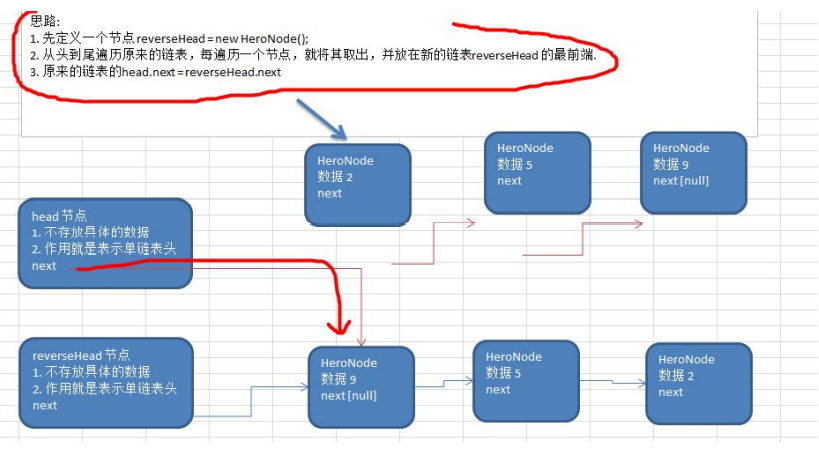 思路:
1. 先定义一个节点 reverseHead = new HeroNode();
2. 从头到尾遍历原来的链表，每遍历一个节点，就将其取出，并放在新的链表reverseHead 的最前端.
3. 原来的链表的head.next = reverseHead.next
HeroNode
数据 2
next
HeroNode
数据 5
next
HeroNode
数据 9
next [null]
head 节点
1. 不存放具体的数据
2. 作用就是表示单链表头
next
reverseHead 节点
1. 不存放具体的数据
2. 作用就是表示单链表头
next
HeroNode
数据 9
next [null]
HeroNode
数据 5
next
HeroNode
数据 2
next